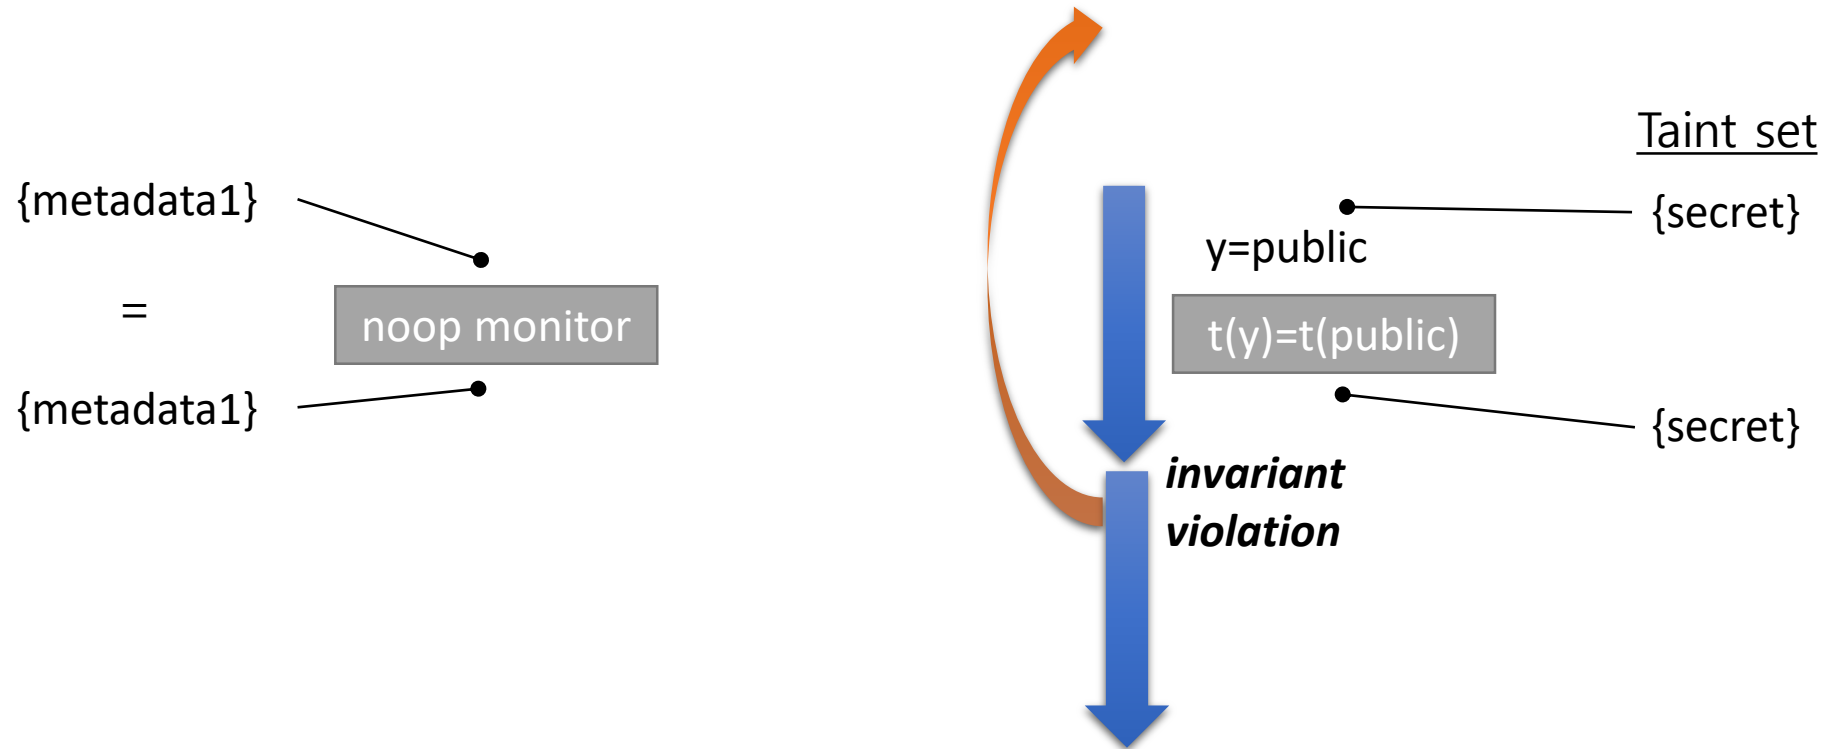 {metadata1}
=
noop monitor
{metadata1}
Taint set
{secret}
y=public
t(y)=t(public)
{secret}
invariant
violation